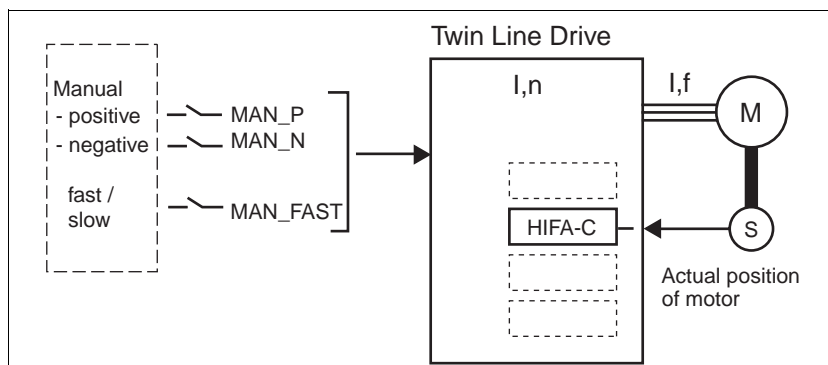 Twin Line Drive
Manual
- positive
- negative
fast /
slow
MAN_P
MAN_N
MAN_FAST
I,n
HIFA-C
I,f
M
S
Actual position
of motor